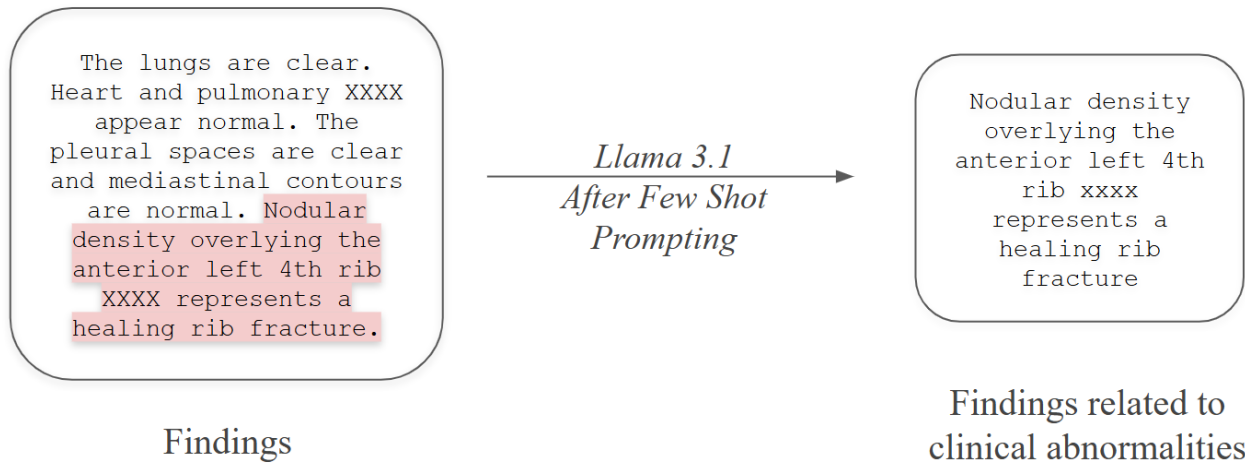 The lungs are clear.
Heart and pulmonary XXXX
appear normal. The
pleural spaces are clear
and mediastinal contours
are normal. Nodular
density overlying the
anterior left 4th rib
XXXX represents a
healing rib fracture.
Findings
Llama 3.1
After Few Shot
Prompting
Nodular density
overlying the
anterior left 4th
rib xxxx
represents a
healing rib
fracture
Findings related to
clinical abnormalities